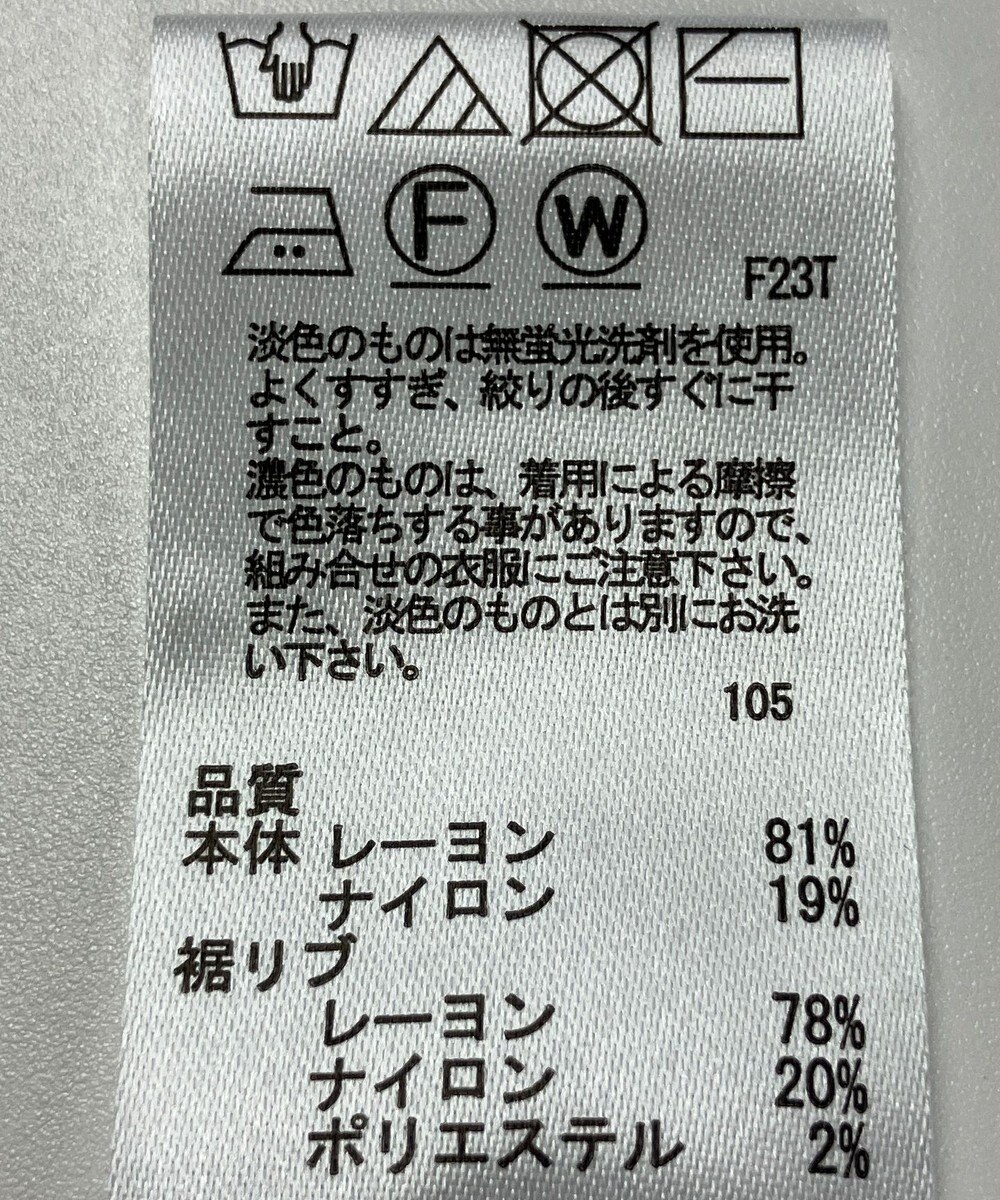 F W
F23T
淡色のものは無蛍光洗剤を使用。
よくすすぎ、絞りの後すぐに干
すこと。
濃色のものは、着用による摩擦
で色落ちする事がありますので、
組み合せの衣服にご注意下さい。
また、淡色のものとは別にお洗
い下さい。
105
品質
本体 レーヨン 81%
ナイロン 19%
裾リブ
レーヨン 78%
ナイロン 20%
ポリエステル 2%